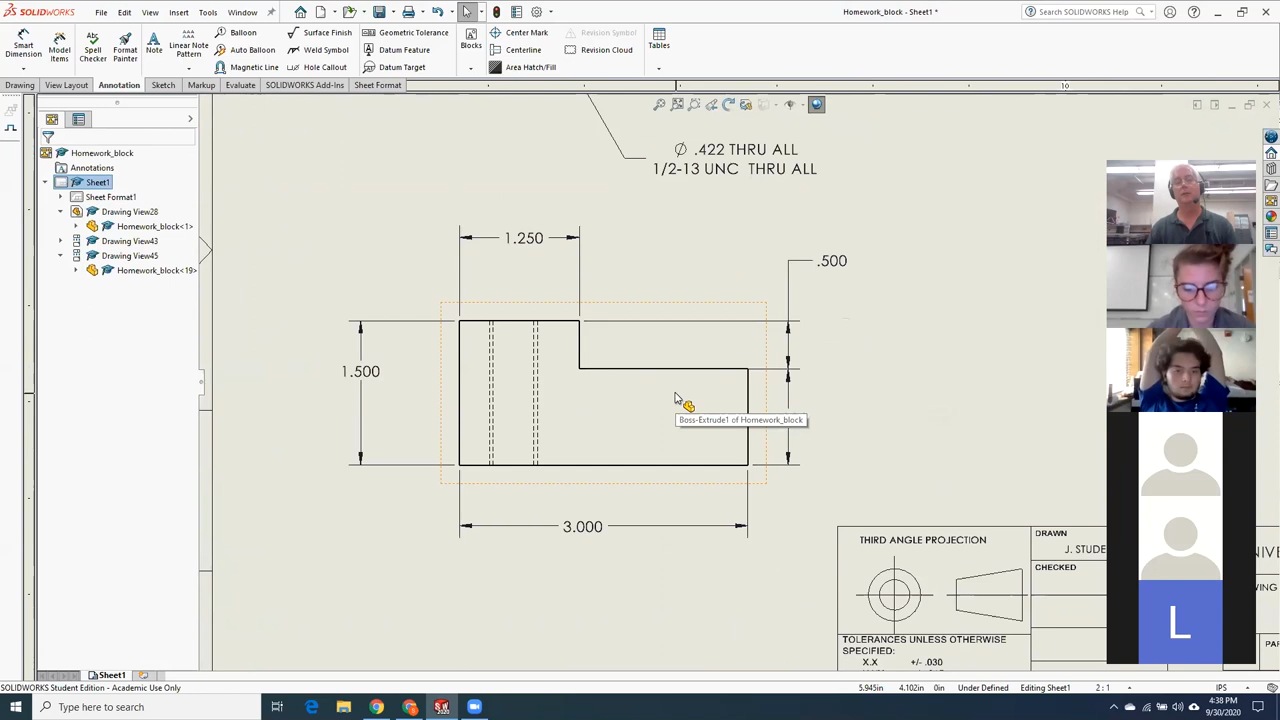 SOLIDWORKS
File Edit View Insert Tools Window
Homework_block - Sheet1 *
Search SOLIDWORKS Help
Smart Dimension
Model Items
Spell Checker
Format Painter
Note
Linear Note Pattern
Balloon
Auto Balloon
Magnetic Line
Surface Finish
Weld Symbol
Hole Callout
Geometric Tolerance
Datum Feature
Datum Target
Blocks
Center Mark
Centerline
Area Hatch/Fill
Revision Symbol
Revision Cloud
Tables
Drawing View Layout Annotation Sketch Markup Evaluate SOLIDWORKS Add-Ins Sheet Format
10
Homework_block
Annotations
Sheet1
Sheet Format1
Drawing View28
Homework_block<1>
Drawing View43
Drawing View45
Homework_block<19>
Ø .422 THRU ALL
1/2-13 UNC THRU ALL
1.250
.500
1.500
Boss-Extrude1 of Homework_block
3.000
THIRD ANGLE PROJECTION
DRAWN
J. STUDE
CHECKED
NIVE
WING
PAR
TOLERANCES UNLESS OTHERWISE
SPECIFIED:
X.X +/- .030
L
Sheet1
SOLIDWORKS Student Edition - Academic Use Only
5.945in 4.102in 0in Under Defined Editing Sheet1 2 : 1 IPS
Type here to search
4:38 PM
9/30/2020